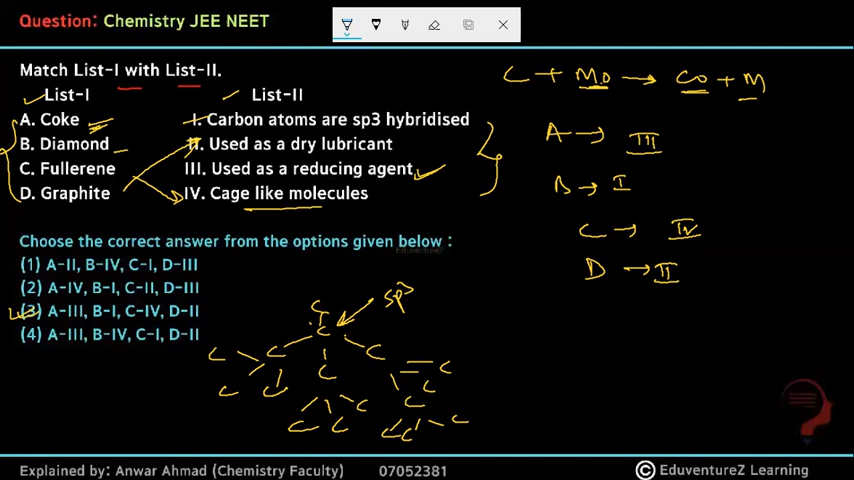 Question: Chemistry JEE NEET
Match List-I with List-II.
List-I List-II
A. Coke I. Carbon atoms are sp3 hybridised
B. Diamond II. Used as a dry lubricant
C. Fullerene III. Used as a reducing agent
D. Graphite IV. Cage like molecules
Choose the correct answer from the options given below :
(1) A-II, B-IV, C-I, D-III
(2) A-IV, B-I, C-II, D-III
(3) A-III, B-I, C-IV, D-II
(4) A-III, B-IV, C-I, D-II
C + MO → CO + M
A → III
B → I
C → IV
D → II
sp3
C
C
C C
C C C
C C C C
C C C C C
C C
Explained by: Anwar Ahmad (Chemistry Faculty) 07052381 © EduventureZ Learning